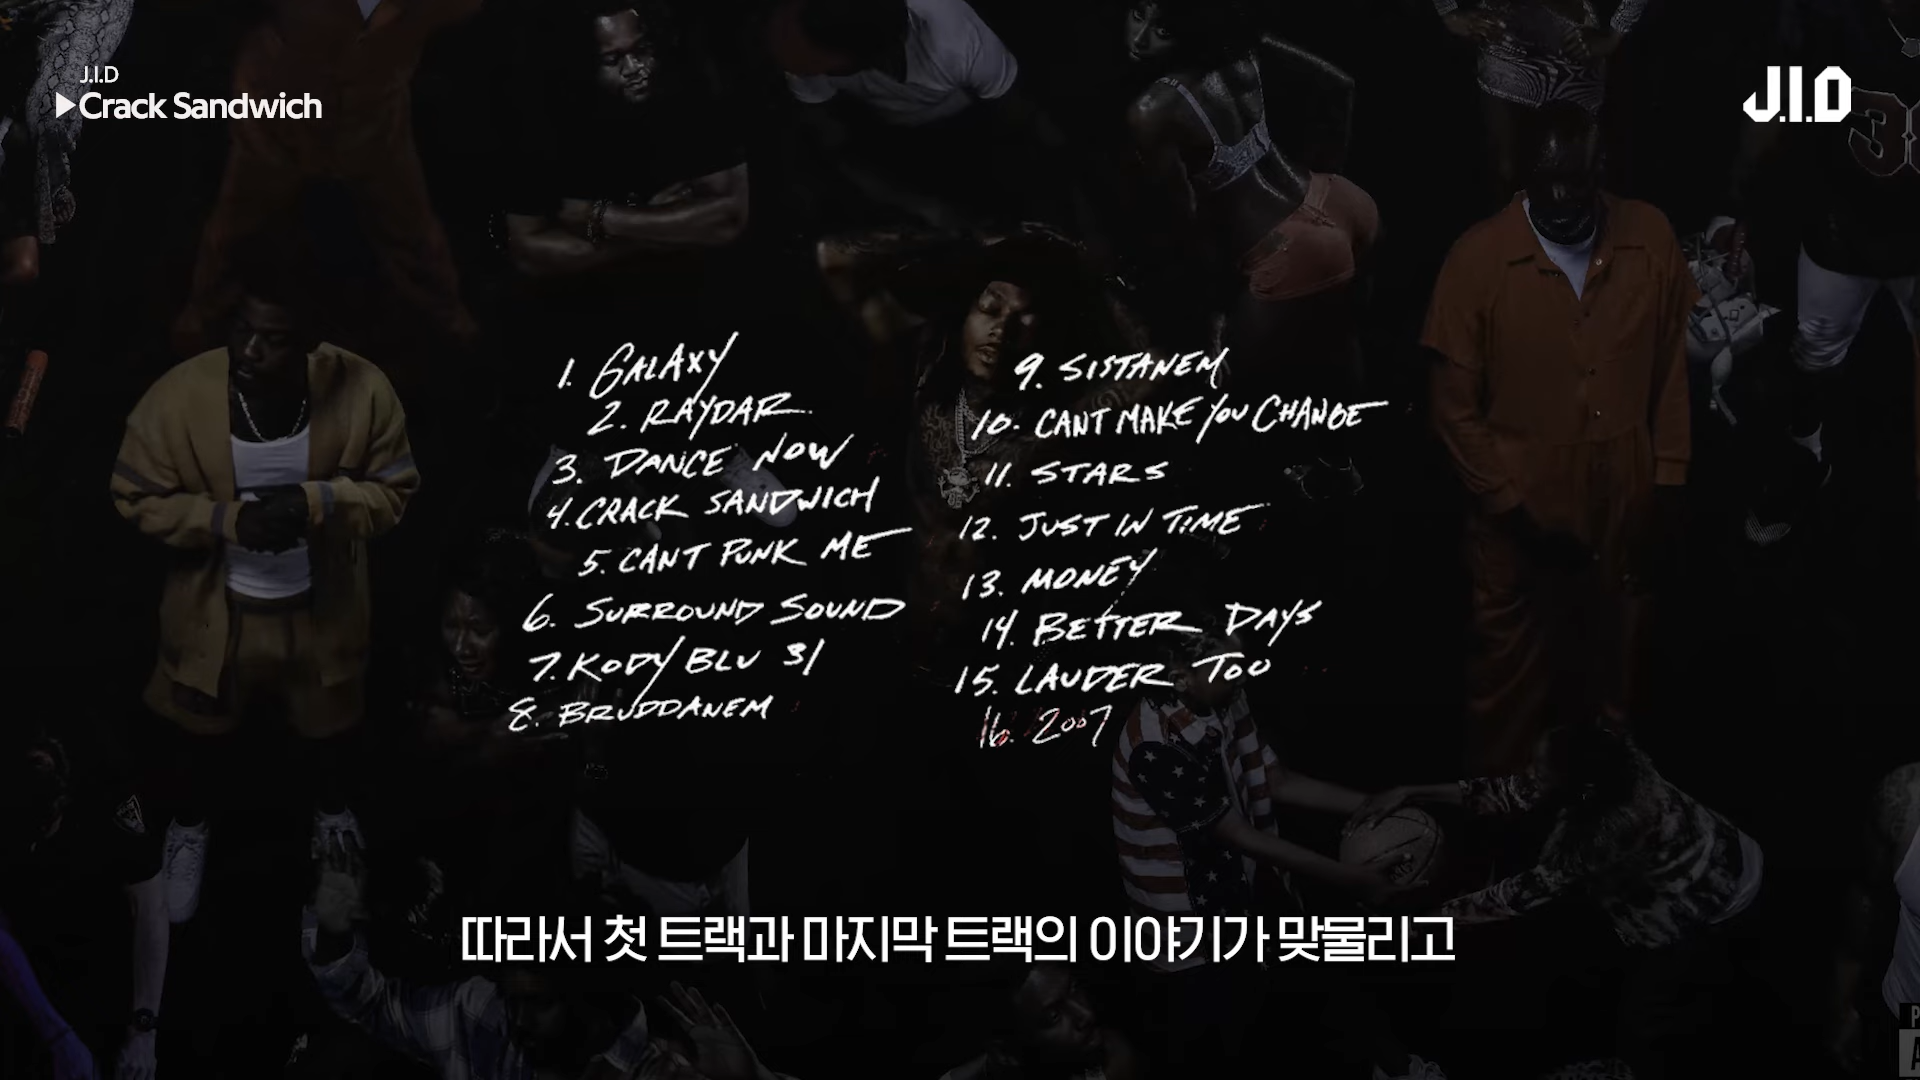 J.I.D
Crack Sandwich
J.I.D
1. GALAXY
2. RAYDAR
3. DANCE NOW
4. CRACK SANDWICH
5. CANT PUNK ME
6. SURROUND SOUND
7. KODY BLU 31
8. BRUDDANEM
9. SISTANEM
10. CANT MAKE YOU CHANGE
11. STARS
12. JUST IN TIME
13. MONEY
14. BETTER DAYS
15. LAUDER TOO
16. 2007
따라서 첫 트랙과 마지막 트랙의 이야기가 맞물리고